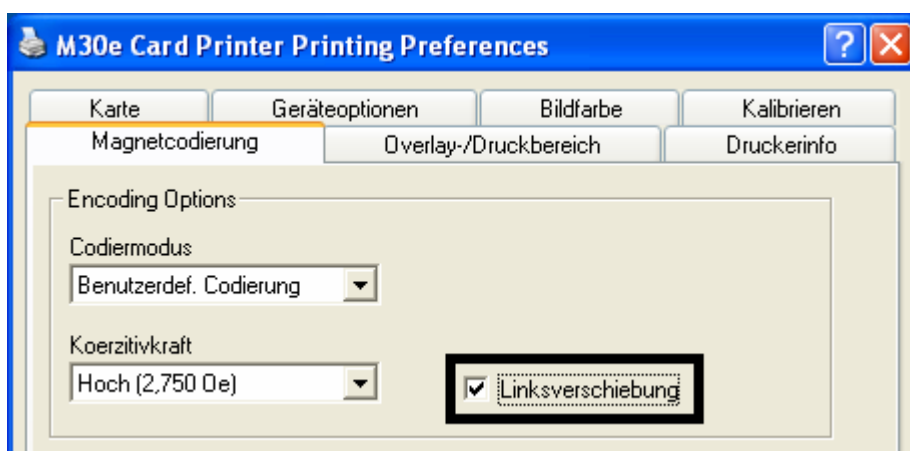 M30e Card Printer Printing Preferences
Karte Geräteoptionen Bildfarbe Kalibrieren
Magnetcodierung Overlay-/Druckbereich Druckerinfo
Encoding Options
Codiermodus
Benutzerdef. Codierung
Koerzitivkraft
Hoch (2,750 Oe) Linksverschiebung